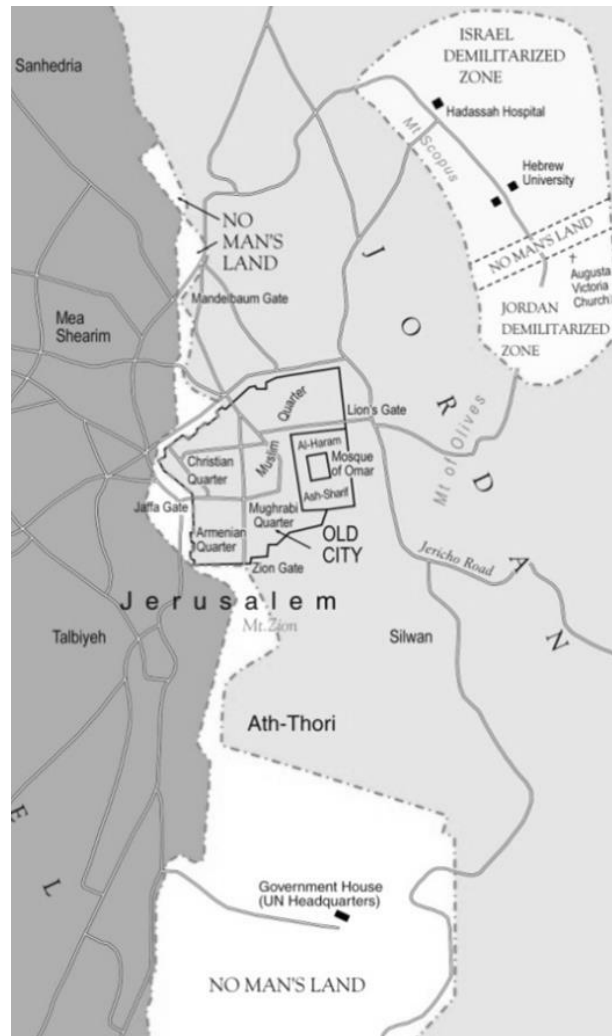 ISRAEL
DEMILITARIZED
ZONE
Sanhedria
Hadassah Hospital
Mt Scopus
Hebrew
University
NO
MAN'S
LAND
NO MAN'S LAND
Augusta
Victoria
Church
JORDAN
DEMILITARIZED
ZONE
Mandelbaum Gate
Mea
Shearim
JORDAN
Lion's Gate
Muslim Quarter
Al-Haram
Mosque
of Omar
Ash-Sharif
Christian
Quarter
Mt of Olives
Jaffa Gate
Mughrabi
Quarter
Armenian
Quarter
OLD
CITY
Zion Gate
Jericho Road
Jerusalem
Mt.Zion
Talbiyeh
Silwan
Ath-Thori
EL
Government House
(UN Headquarters)
NO MAN'S LAND